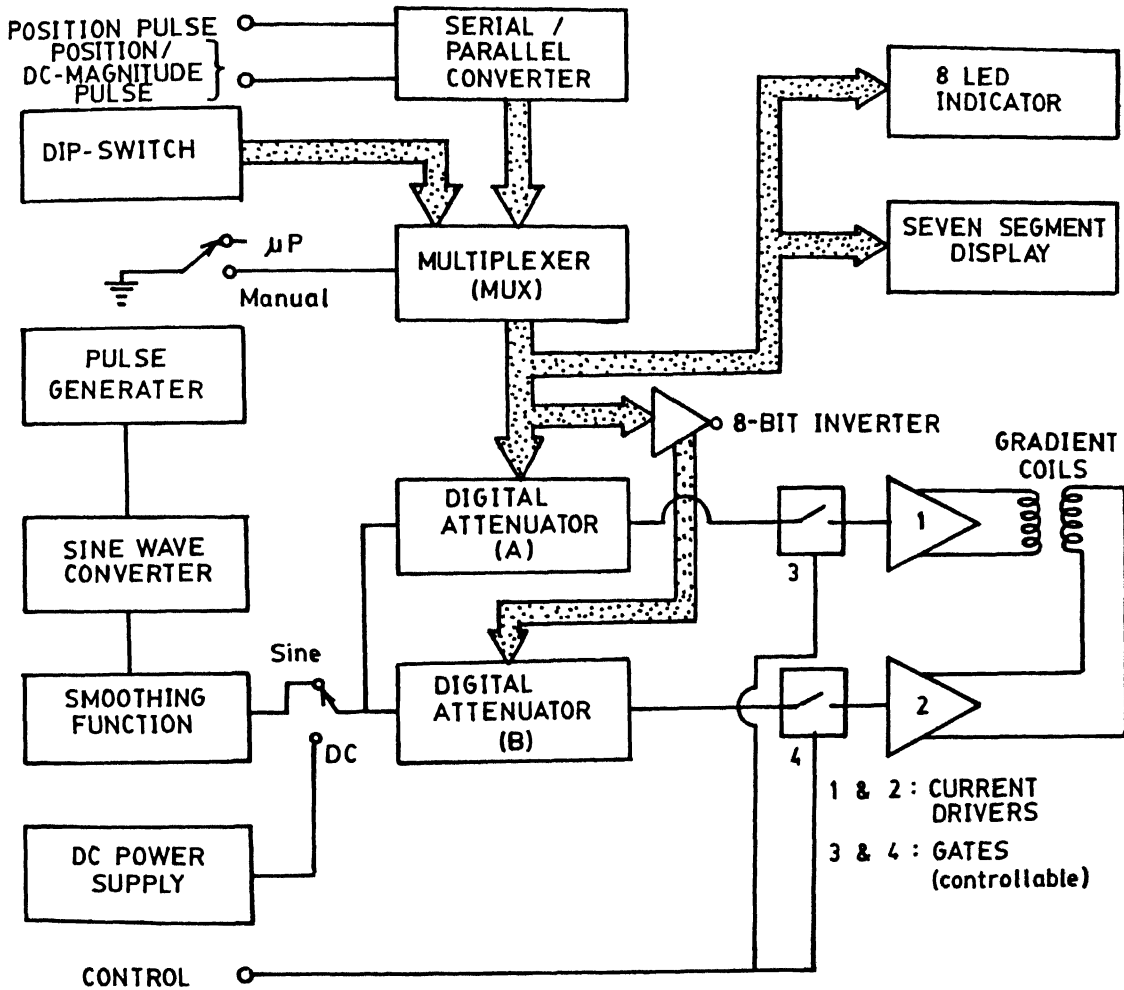 POSITION PULSE
POSITION/
DC-MAGNITUDE
PULSE
SERIAL /
PARALLEL
CONVERTER
8 LED
INDICATOR
DIP-SWITCH
SEVEN SEGMENT
DISPLAY
µP
Manual
MULTIPLEXER
(MUX)
PULSE
GENERATER
8-BIT INVERTER
GRADIENT
COILS
DIGITAL
ATTENUATOR
(A)
SINE WAVE
CONVERTER
1
3
Sine
SMOOTHING
FUNCTION
DC
DIGITAL
ATTENUATOR
(B)
2
4
1 & 2 : CURRENT
DRIVERS
3 & 4 : GATES
(controllable)
DC POWER
SUPPLY
CONTROL